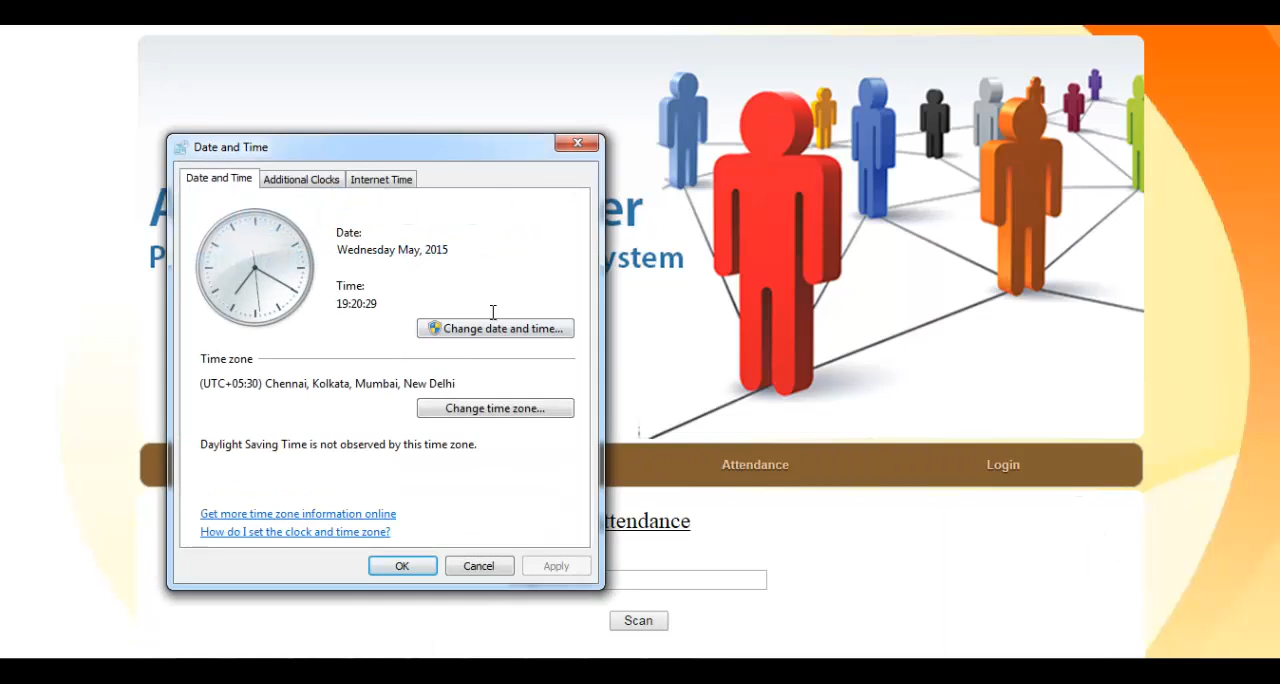 Date and Time
Date and Time
Additional Clocks
Internet Time
Date:
Wednesday May, 2015
Time:
19:20:29
Change date and time...
Time zone
(UTC+05:30) Chennai, Kolkata, Mumbai, New Delhi
Change time zone...
Daylight Saving Time is not observed by this time zone.
Get more time zone information online
How do I set the clock and time zone?
OK
Cancel
Apply
A
er
P
ystem
Attendance
Login
ttendance
Scan